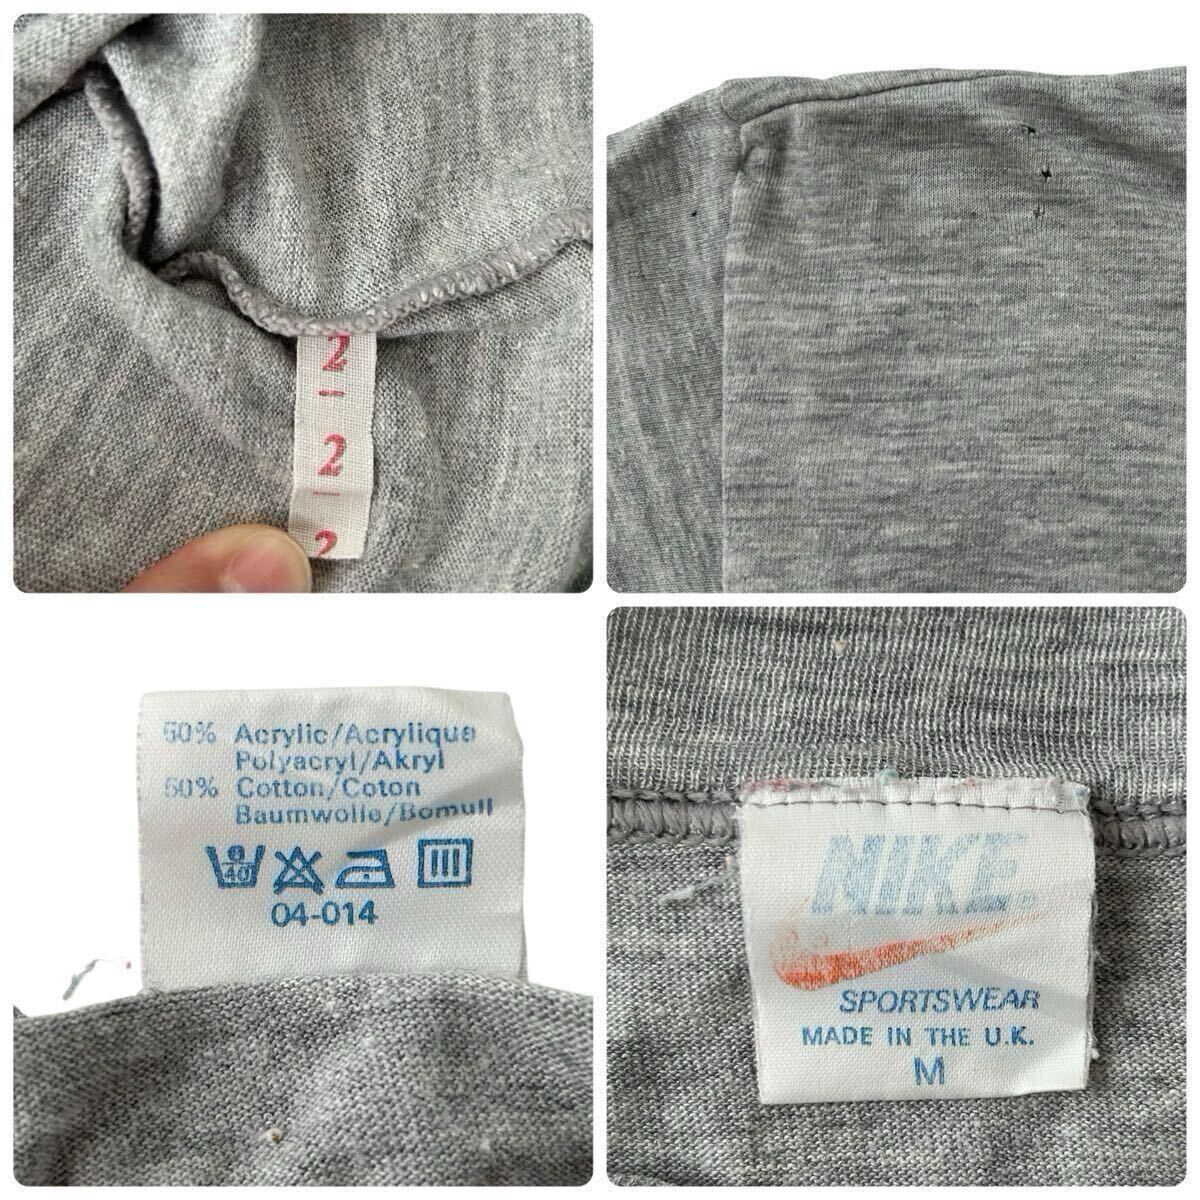 2
2
2
50% Acrylic/Acrylique
Polyacryl/Akryl
50% Cotton/Coton
Baumwolle/Bomull
40
04-014
NIKE
SPORTSWEAR
MADE IN THE U.K.
M